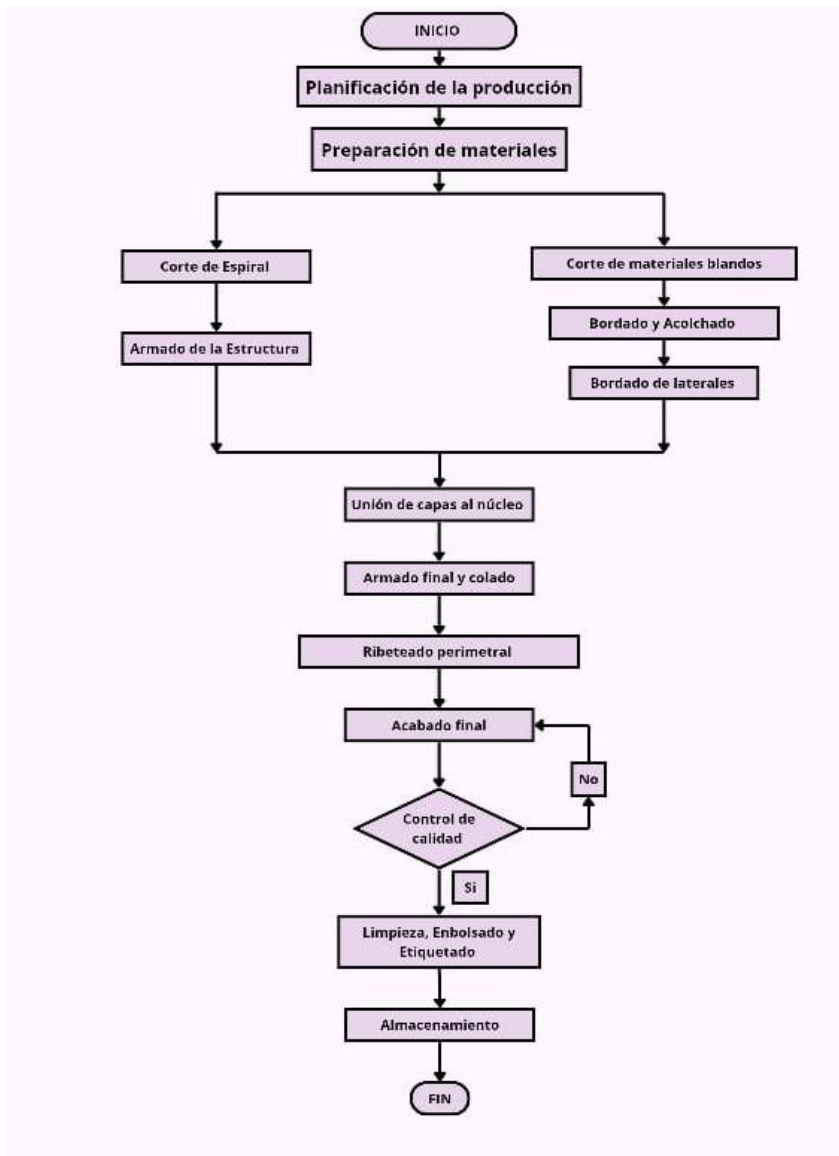 INICIO
Planificación de la producción
Preparación de materiales
Corte de Espiral
Corte de materiales blandos
Armado de la Estructura
Bordado y Acolchado
Bordado de laterales
Unión de capas al núcleo
Armado final y colado
Ribeteado perimetral
Acabado final
No
Control de
calidad
Si
Limpieza, Enbolsado y
Etiquetado
Almacenamiento
FIN